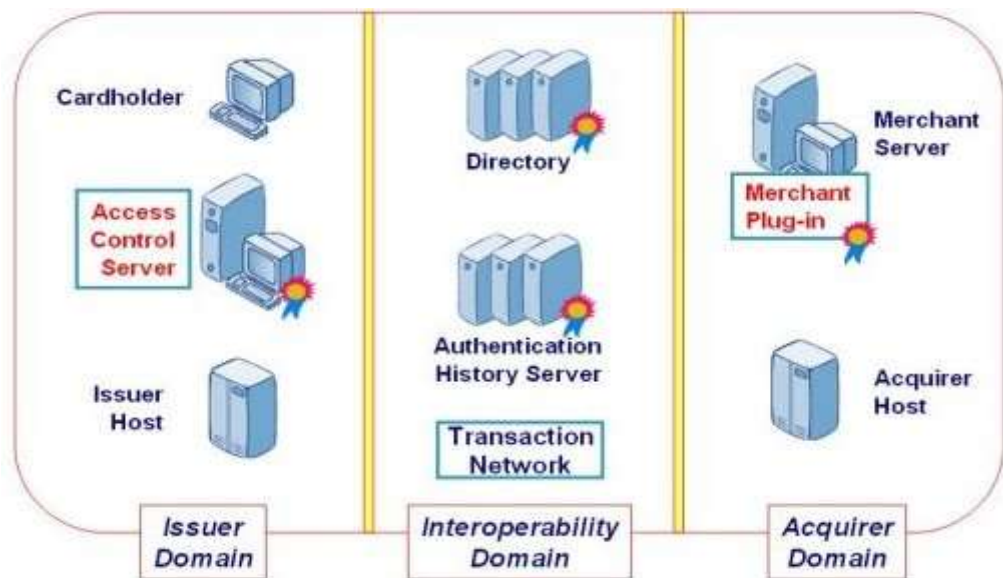 Cardholder
Access
Control
Server
Issuer
Host
Issuer
Domain
Directory
Authentication
History Server
Transaction
Network
Interoperability
Domain
Merchant
Server
Merchant
Plug-in
Acquirer
Host
Acquirer
Domain